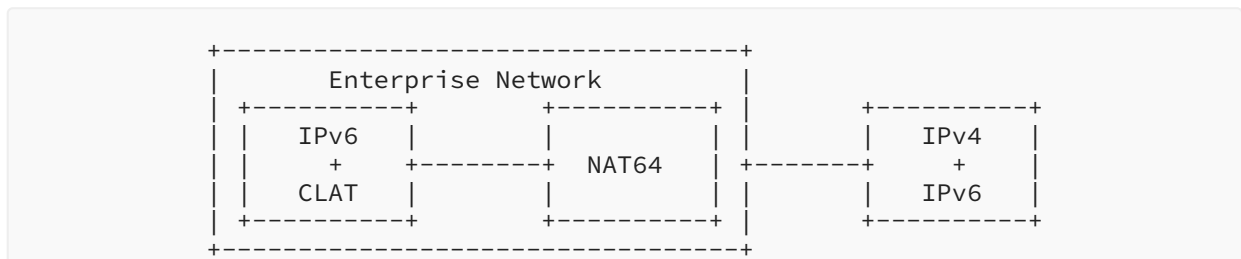 +----------------------------------+
|       Enterprise Network         |
| +----------+        +----------+ |       +----------+
| |   IPv6   |        |          | |       |   IPv4   |
| |     +    +--------+  NAT64   | +-------+     +    |
| |   CLAT   |        |          | |       |   IPv6   |
| +----------+        +----------+ |       +----------+
+----------------------------------+